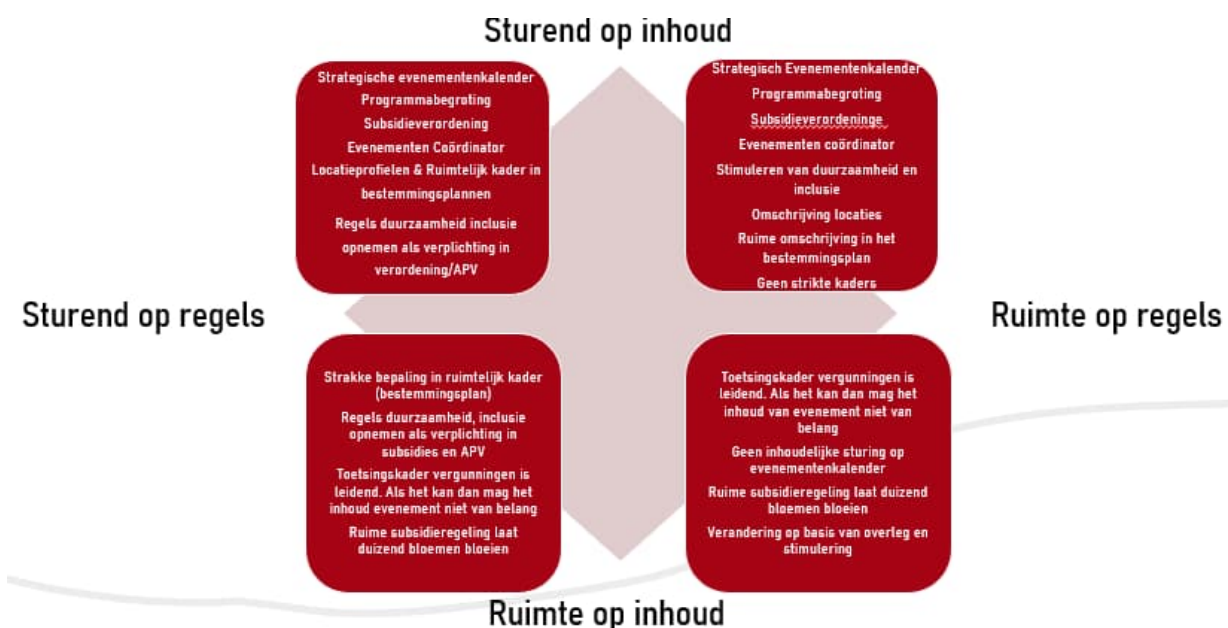 Sturend op inhoud
Strategische evenementenkalender
Programmabegroting
Subsidieverordening
Evenementen Coördinator
Locatieprofielen & Ruimtelijk kader in
bestemmingsplannen
Regels duurzaamheid inclusie
opnemen als verplichting in
verordening/APV
Strategisch Evenementenkalender
Programmabegroting
Subsidieverordeninge
Evenementen coördinator
Stimuleren van duurzaamheid en
inclusie
Omschrijving locaties
Ruime omschrijving in het
bestemmingsplan
Geen strikte kaders
Sturend op regels
Ruimte op regels
Strakke bepaling in ruimtelijk kader
(bestemmingsplan)
Regels duurzaamheid, inclusie
opnemen als verplichting in
subsidies en APV
Toetsingskader vergunningen is
leidend. Als het kan dan mag het
inhoud evenement niet van belang
Ruime subsidieregeling laat
duizend bloemen bloeien
Toetsingskader vergunningen is
leidend. Als het kan dan mag het
inhoud van evenement niet van
belang
Geen inhoudelijke sturing op
evenementenkalender
Ruime subsidieregeling laat duizend
bloemen bloeien
Verandering op basis van overleg en
stimulering
Ruimte op inhoud